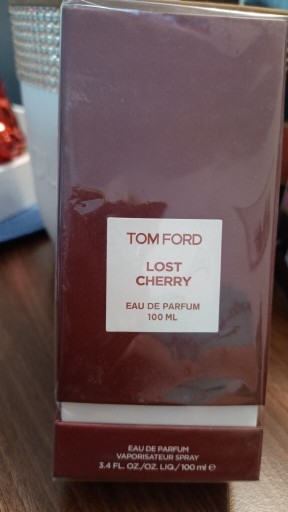 TOM FORD
LOST
CHERRY
EAU DE PARFUM
100 ML
EAU DE PARFUM
VAPORISATEUR SPRAY
3.4 FL. OZ./OZ. LIQ./100 ml ℮